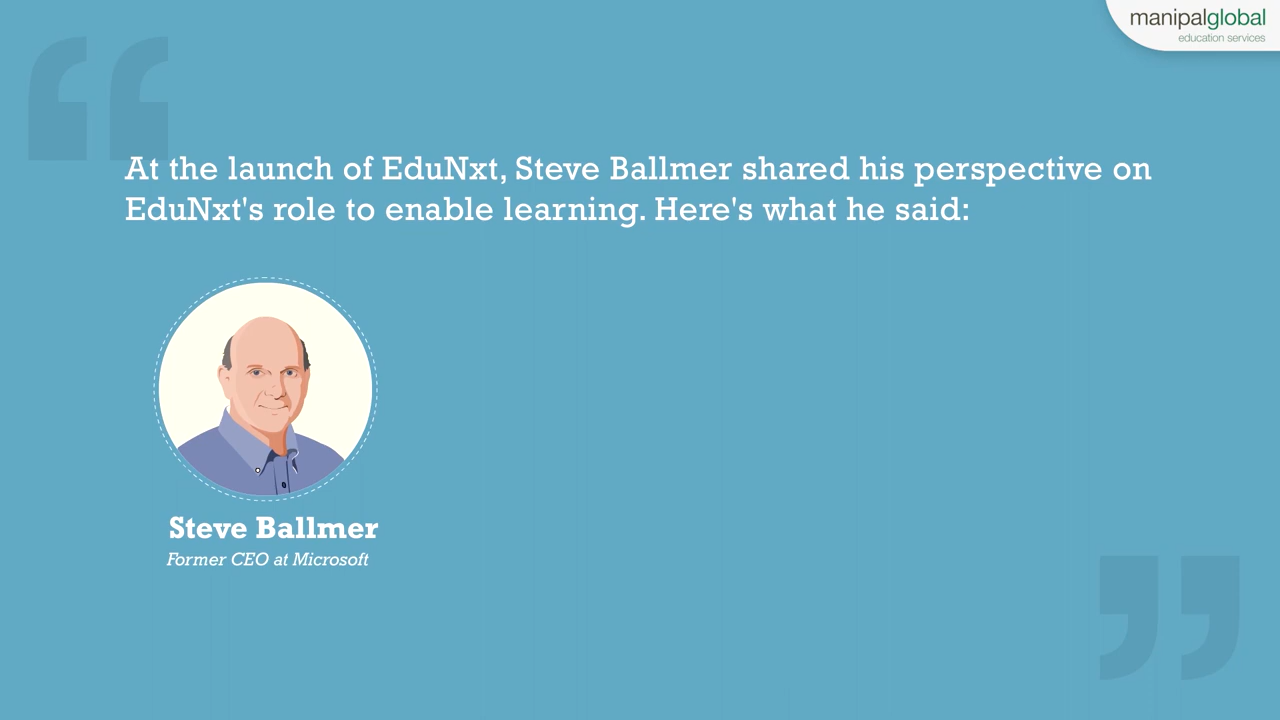 manipalglobal
education services
At the launch of EduNxt, Steve Ballmer shared his perspective on
EduNxt's role to enable learning. Here's what he said:
Steve Ballmer
Former CEO at Microsoft